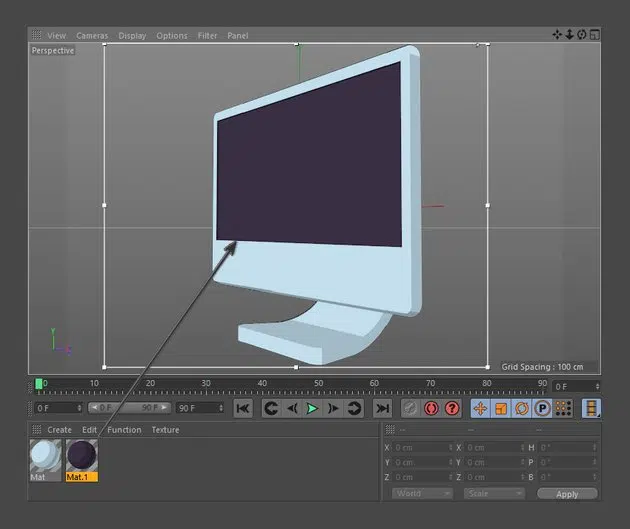 View Cameras Display Options Filter Panel
Perspective
Y
Grid Spacing : 100 cm
0 10 20 30 40 50 60 70 80 90 0 F
0 F 0 F 90 F 90 F P
Create Edit Function Texture
-- -- --
X 0 cm X 0 cm H 0 °
Y 0 cm Y 0 cm P 0 °
Z 0 cm Z 0 cm B 0 °
Mat Mat.1
World Scale Apply